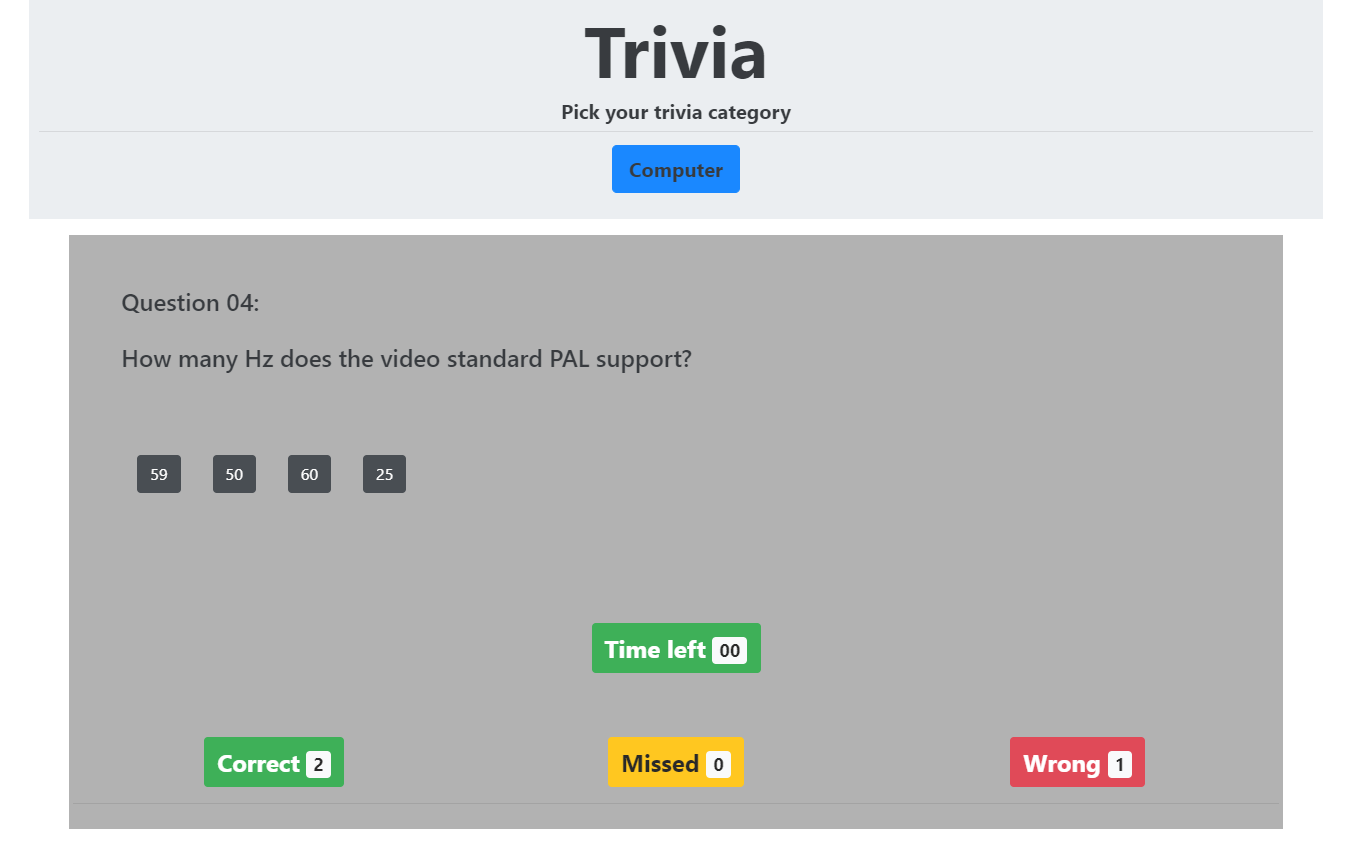 Trivia
Pick your trivia category
Computer
Question 04:
How many Hz does the video standard PAL support?
59 50 60 25
Time left 00
Correct 2 Missed 0 Wrong 1